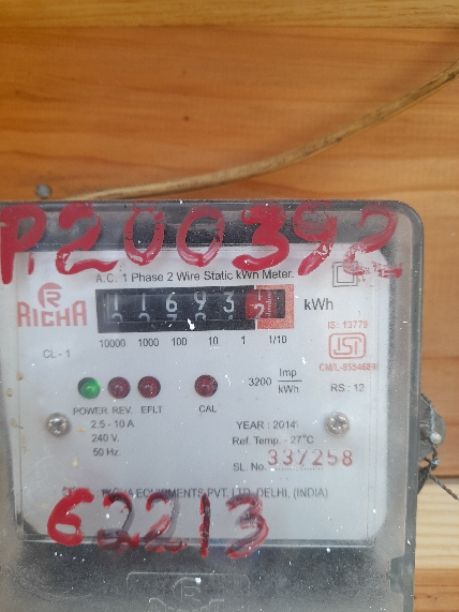 P.200392
A.C. 1 Phase 2 Wire Static kWh Meter.
RICHA
11693 2 kWh
10000 1000 100 10 1 1/10
IS: 13779
ISI
CL - 1
3200 Imp/kWh
RS: 12
POWER REV. EFLT CAL
2.5 - 10 A
240 V.
50 Hz.
YEAR : 2014
Ref. Temp. - 27°C
SL. No. 337258
PVT. LTD. DELHI, (INDIA)
62213